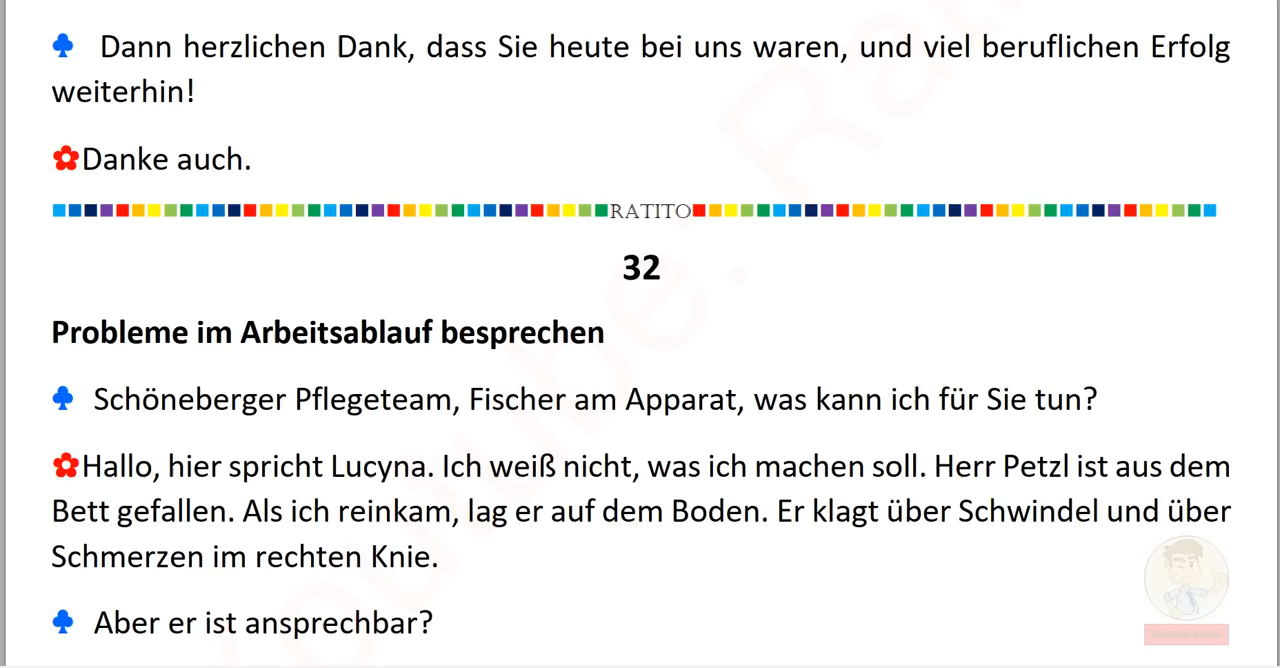 ♣ Dann herzlichen Dank, dass Sie heute bei uns waren, und viel beruflichen Erfolg
weiterhin!
✿Danke auch.
RATITO
32
Probleme im Arbeitsablauf besprechen
♣ Schöneberger Pflegeteam, Fischer am Apparat, was kann ich für Sie tun?
✿Hallo, hier spricht Lucyna. Ich weiß nicht, was ich machen soll. Herr Petzl ist aus dem
Bett gefallen. Als ich reinkam, lag er auf dem Boden. Er klagt über Schwindel und über
Schmerzen im rechten Knie.
♣ Aber er ist ansprechbar?